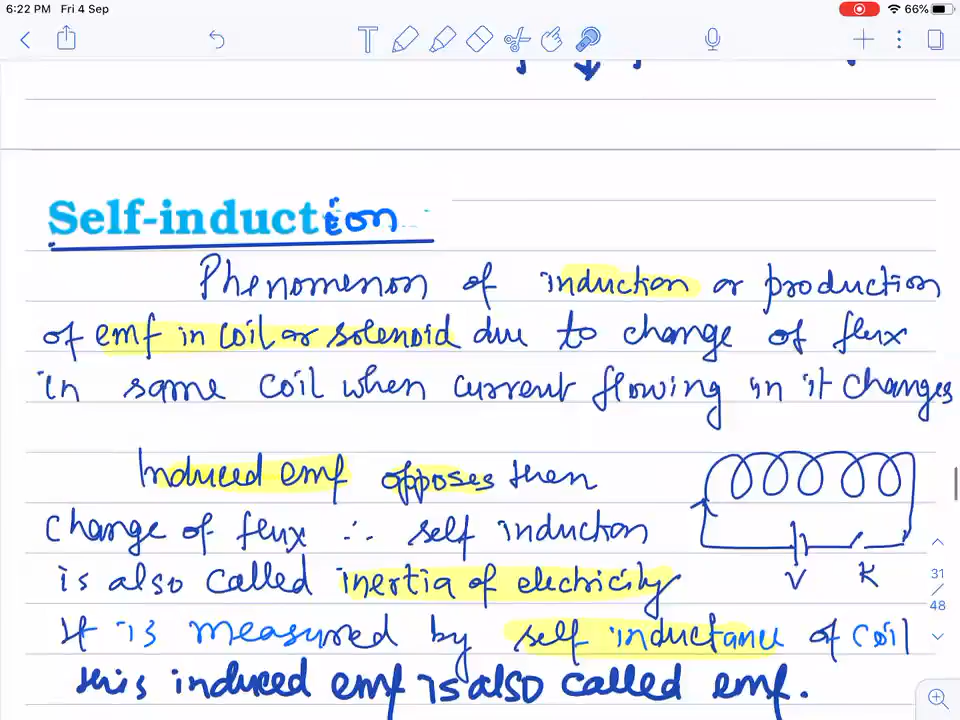 6:22 PM Fri 4 Sep 66%
Self-induction
Phenomenon of induction or production
of emf in coil or solenoid due to change of flux
in same coil when current flowing in it changes
Induced emf opposes then
change of flux ∴ self induction
V K
is also called inertia of electricity
31
/
48
It is measured by self inductance of coil
this induced emf is also called emf.